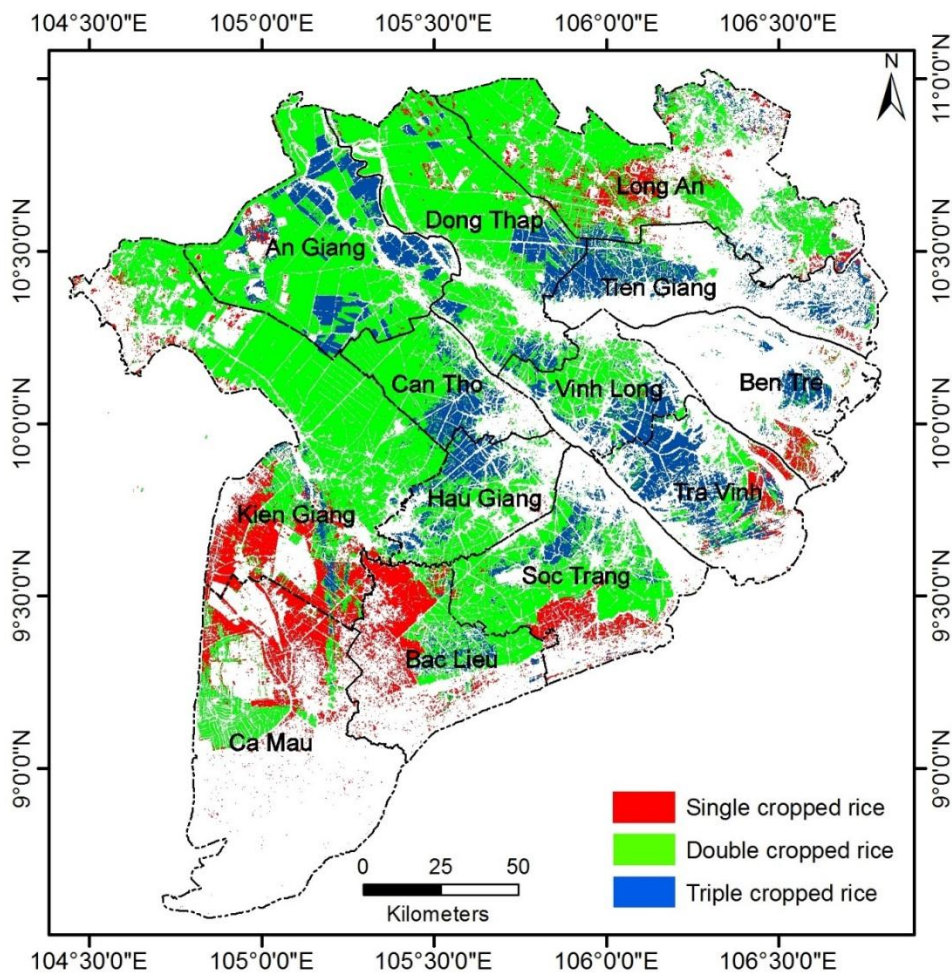 104°30'0"E 105°0'0"E 105°30'0"E 106°0'0"E 106°30'0"E
N
11°0'0"N 11°0'0"N
Long An
Dong Thap
An Giang
10°30'0"N 10°30'0"N
Tien Giang
Can Tho
Vinh Long
Ben Tre
10°0'0"N 10°0'0"N
Hau Giang
Tra Vinh
Kien Giang
Soc Trang
9°30'0"N 9°30'0"N
Bac Lieu
Ca Mau
9°0'0"N 9°0'0"N
Single cropped rice
Double cropped rice
Triple cropped rice
0 25 50
Kilometers
104°30'0"E 105°0'0"E 105°30'0"E 106°0'0"E 106°30'0"E